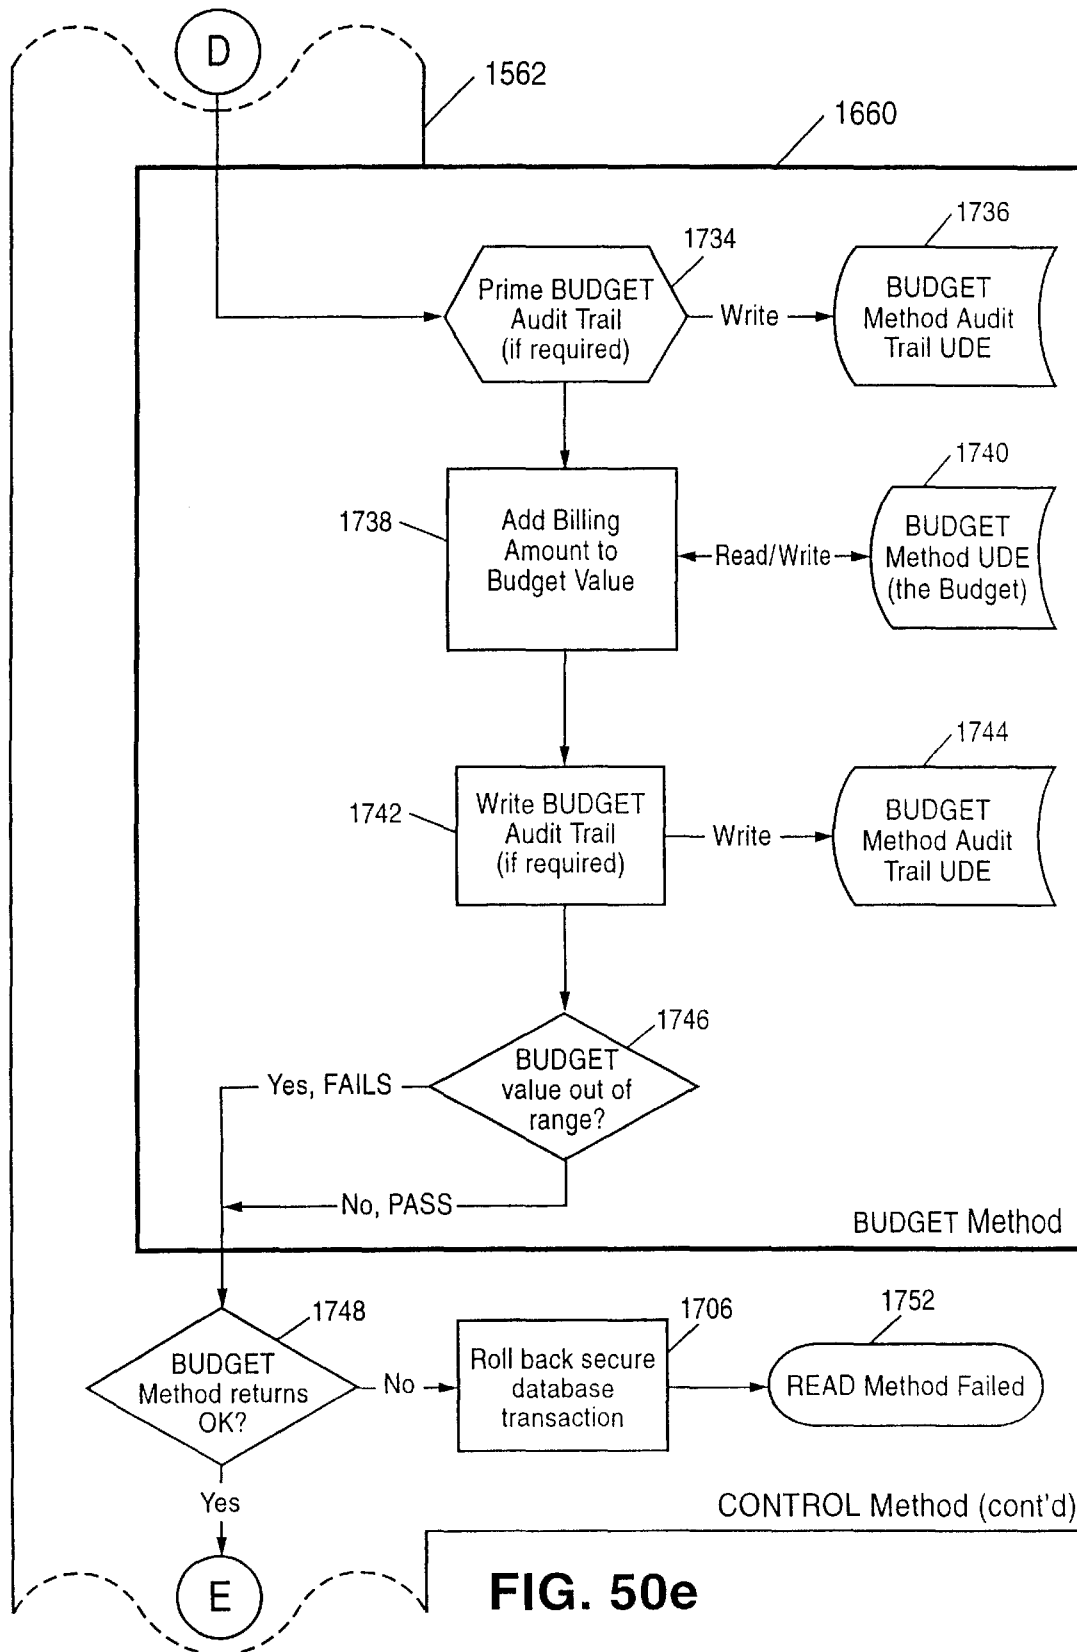 D
1562
1660
1734
1736
Prime BUDGET
Audit Trail
(if required)
Write
BUDGET
Method Audit
Trail UDE
1738
Add Billing
Amount to
Budget Value
Read/Write
1740
BUDGET
Method UDE
(the Budget)
1742
Write BUDGET
Audit Trail
(if required)
Write
1744
BUDGET
Method Audit
Trail UDE
1746
BUDGET
value out of
range?
Yes, FAILS
No, PASS
BUDGET Method
1748
BUDGET
Method returns
OK?
No
1706
Roll back secure
database
transaction
1752
READ Method Failed
Yes
CONTROL Method (cont'd)
E
FIG. 50e